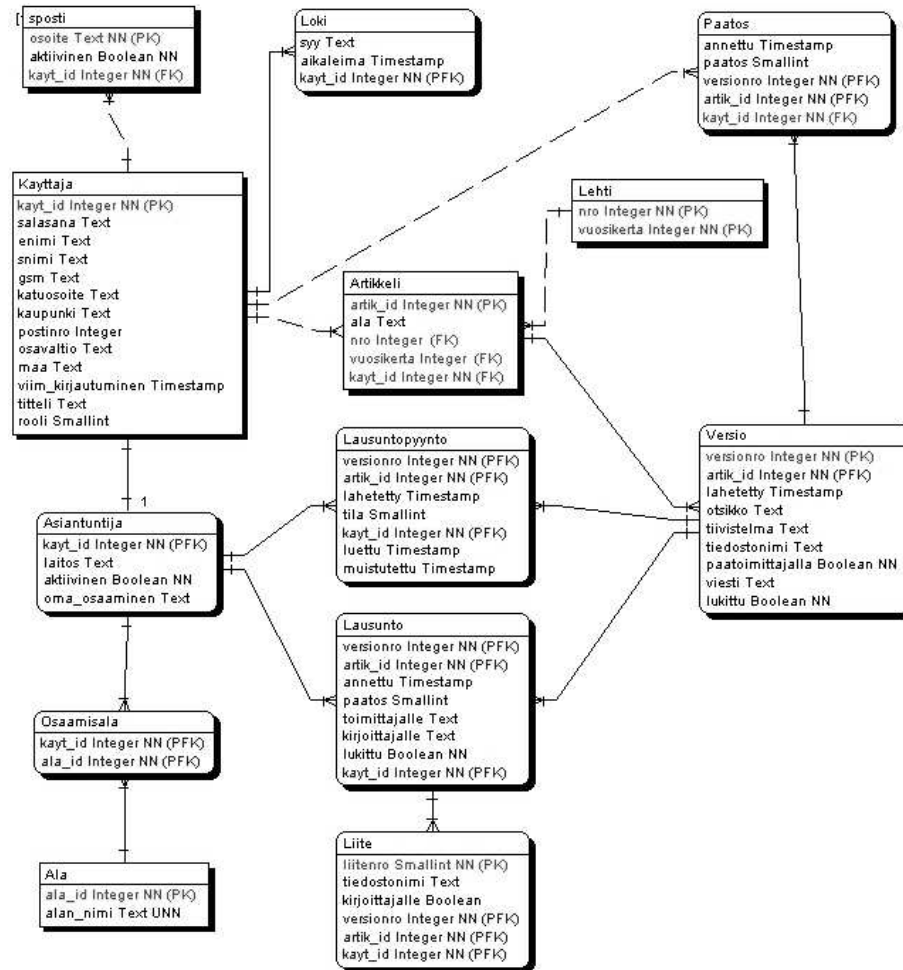 sposti
osoite Text NN (PK)
aktiivinen Boolean NN
kayt_id Integer NN (FK)
Loki
syy Text
aikaleima Timestamp
kayt_id Integer NN (PFK)
Paatos
annettu Timestamp
paatos Smallint
versionro Integer NN (PFK)
artik_id Integer NN (PFK)
kayt_id Integer NN (FK)
Kayttaja
kayt_id Integer NN (PK)
salasana Text
enimi Text
snimi Text
gsm Text
katuosoite Text
kaupunki Text
postinro Integer
osavaltio Text
maa Text
viim_kirjautuminen Timestamp
titteli Text
rooli Smallint
Lehti
nro Integer NN (PK)
vuosikerta Integer NN (PK)
Artikkeli
artik_id Integer NN (PK)
ala Text
nro Integer (FK)
vuosikerta Integer (FK)
kayt_id Integer NN (FK)
Lausuntopyynto
versionro Integer NN (PFK)
artik_id Integer NN (PFK)
lahetetty Timestamp
tila Smallint
kayt_id Integer NN (PFK)
luettu Timestamp
muistutettu Timestamp
Versio
versionro Integer NN (PK)
artik_id Integer NN (PFK)
lahetetty Timestamp
otsikko Text
tiivistelma Text
tiedostonimi Text
paatoimittajalla Boolean NN
viesti Text
lukittu Boolean NN
1
Asiantuntija
kayt_id Integer NN (PFK)
laitos Text
aktiivinen Boolean NN
oma_osaaminen Text
Lausunto
versionro Integer NN (PFK)
artik_id Integer NN (PFK)
annettu Timestamp
paatos Smallint
toimittajalle Text
kirjoittajalle Text
lukittu Boolean NN
kayt_id Integer NN (PFK)
Osaamisala
kayt_id Integer NN (PFK)
ala_id Integer NN (PFK)
Liite
liitenro Smallint NN (PK)
tiedostonimi Text
kirjoittajalle Boolean
versionro Integer NN (PFK)
artik_id Integer NN (PFK)
kayt_id Integer NN (PFK)
Ala
ala_id Integer NN (PK)
alan_nimi Text UNN